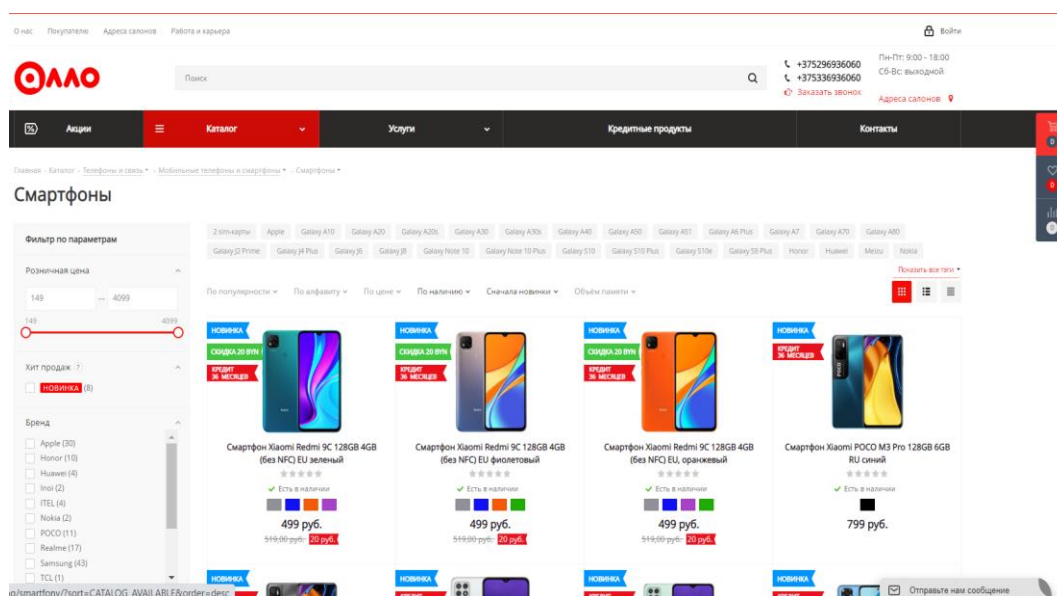 О нас Покупателю Адреса салонов Работа и карьера Войти
алло Поиск +375296936060 Пн-Пт: 9:00 - 18:00
+375336936060 Сб-Вс: выходной
Заказать звонок Адреса салонов
Акции Каталог Услуги Кредитные продукты Контакты
0
0
0
Главная - Каталог - Телефоны и связь - Мобильные телефоны и смартфоны - Смартфоны
Смартфоны
Фильтр по параметрам
Розничная цена
149 — 4099
149 4099
Хит продаж ?
НОВИНКА (8)
Бренд
Apple (30)
Honor (10)
Huawei (4)
Inoi (2)
ITEL (4)
Nokia (2)
POCO (11)
Realme (17)
Samsung (43)
TCL (1)
2 sim-карты Apple Galaxy A10 Galaxy A20 Galaxy A20s Galaxy A30 Galaxy A30s Galaxy A40 Galaxy A50 Galaxy A51 Galaxy A6 Plus Galaxy A7 Galaxy A70 Galaxy A80
Galaxy J2 Prime Galaxy J4 Plus Galaxy J6 Galaxy J8 Galaxy Note 10 Galaxy Note 10 Plus Galaxy S10 Galaxy S10 Plus Galaxy S10e Galaxy S8 Plus Honor Huawei Meizu Nokia
Показать все тэги
По популярности По алфавиту По цене По наличию Сначала новинки Объём памяти
НОВИНКА НОВИНКА НОВИНКА НОВИНКА
СКИДКА 20 BYN СКИДКА 20 BYN СКИДКА 20 BYN КРЕДИТ
КРЕДИТ КРЕДИТ КРЕДИТ 36 МЕСЯЦЕВ
36 МЕСЯЦЕВ 36 МЕСЯЦЕВ 36 МЕСЯЦЕВ
POCO
Смартфон Xiaomi Redmi 9C 128GB 4GB Смартфон Xiaomi Redmi 9C 128GB 4GB Смартфон Xiaomi Redmi 9C 128GB 4GB Смартфон Xiaomi POCO M3 Pro 128GB 6GB
(без NFC) EU зеленый (без NFC) EU фиолетовый (без NFC) EU, оранжевый RU синий
Есть в наличии Есть в наличии Есть в наличии Есть в наличии
499 руб. 499 руб. 499 руб. 799 руб.
519,00 руб. 20 руб. 519,00 руб. 20 руб. 519,00 руб. 20 руб.
НОВИНКА НОВИНКА НОВИНКА НОВИНКА
Отправьте нам сообщение
/smartfony/?sort=CATALOG_AVAILABLE&order=desc